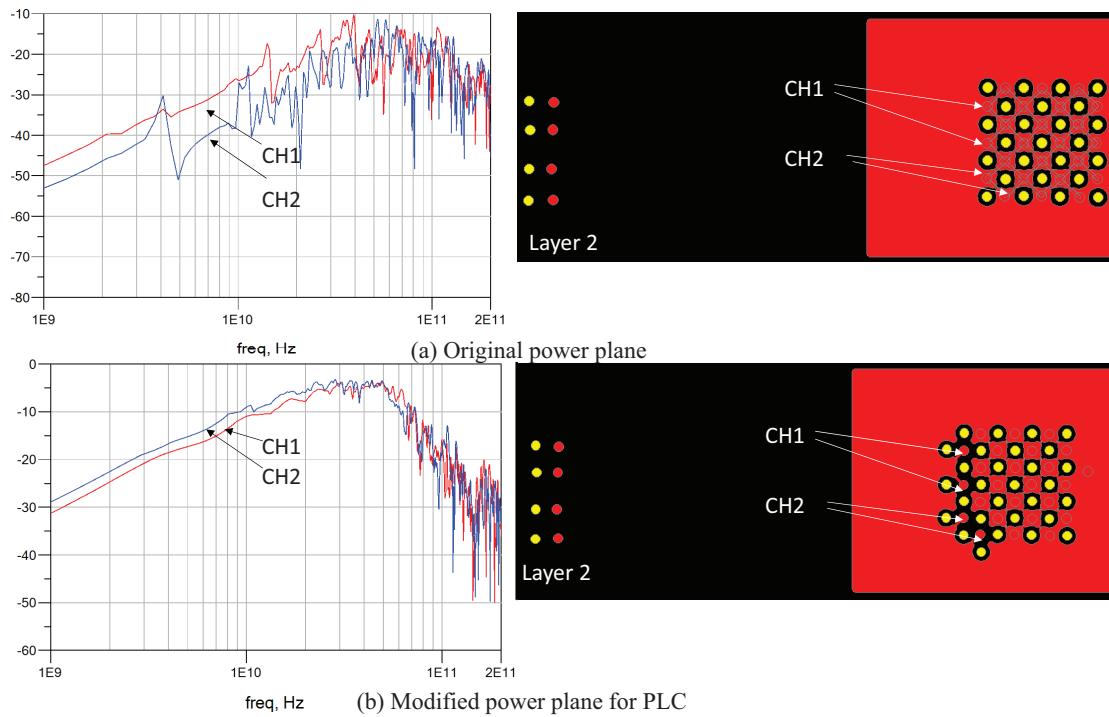 -10
-20
-30
-40
-50
-60
-70
-80
CH1
CH2
1E9
1E10
1E11
2E11
freq, Hz
CH1
CH2
Layer 2
(a) Original power plane
0
-10
-20
-30
-40
-50
-60
CH1
CH2
1E9
1E10
1E11
2E11
freq, Hz
CH1
CH2
Layer 2
(b) Modified power plane for PLC